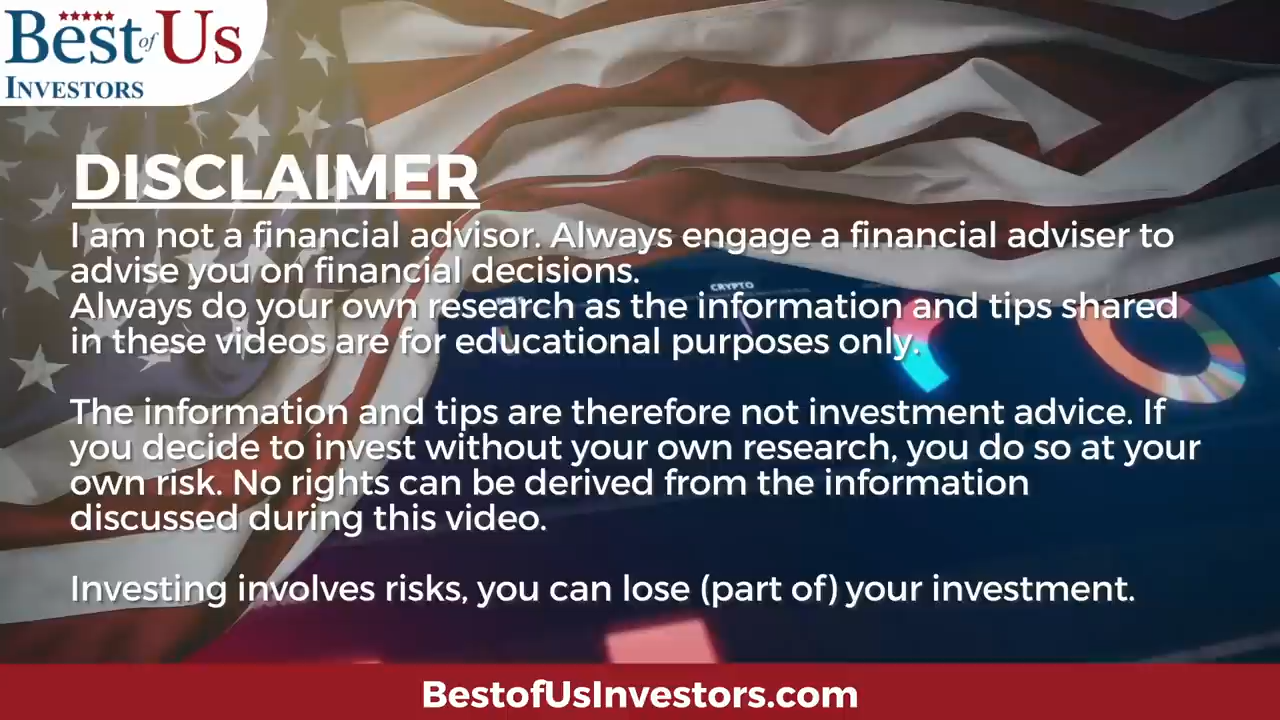 Best of Us
INVESTORS
DISCLAIMER
I am not a financial advisor. Always engage a financial adviser to
advise you on financial decisions.
CRYPTO
Always do your own research as the information and tips shared
in these videos are for educational purposes only.
The information and tips are therefore not investment advice. If
you decide to invest without your own research, you do so at your
own risk. No rights can be derived from the information
discussed during this video.
Investing involves risks, you can lose (part of) your investment.
BestofUsInvestors.com